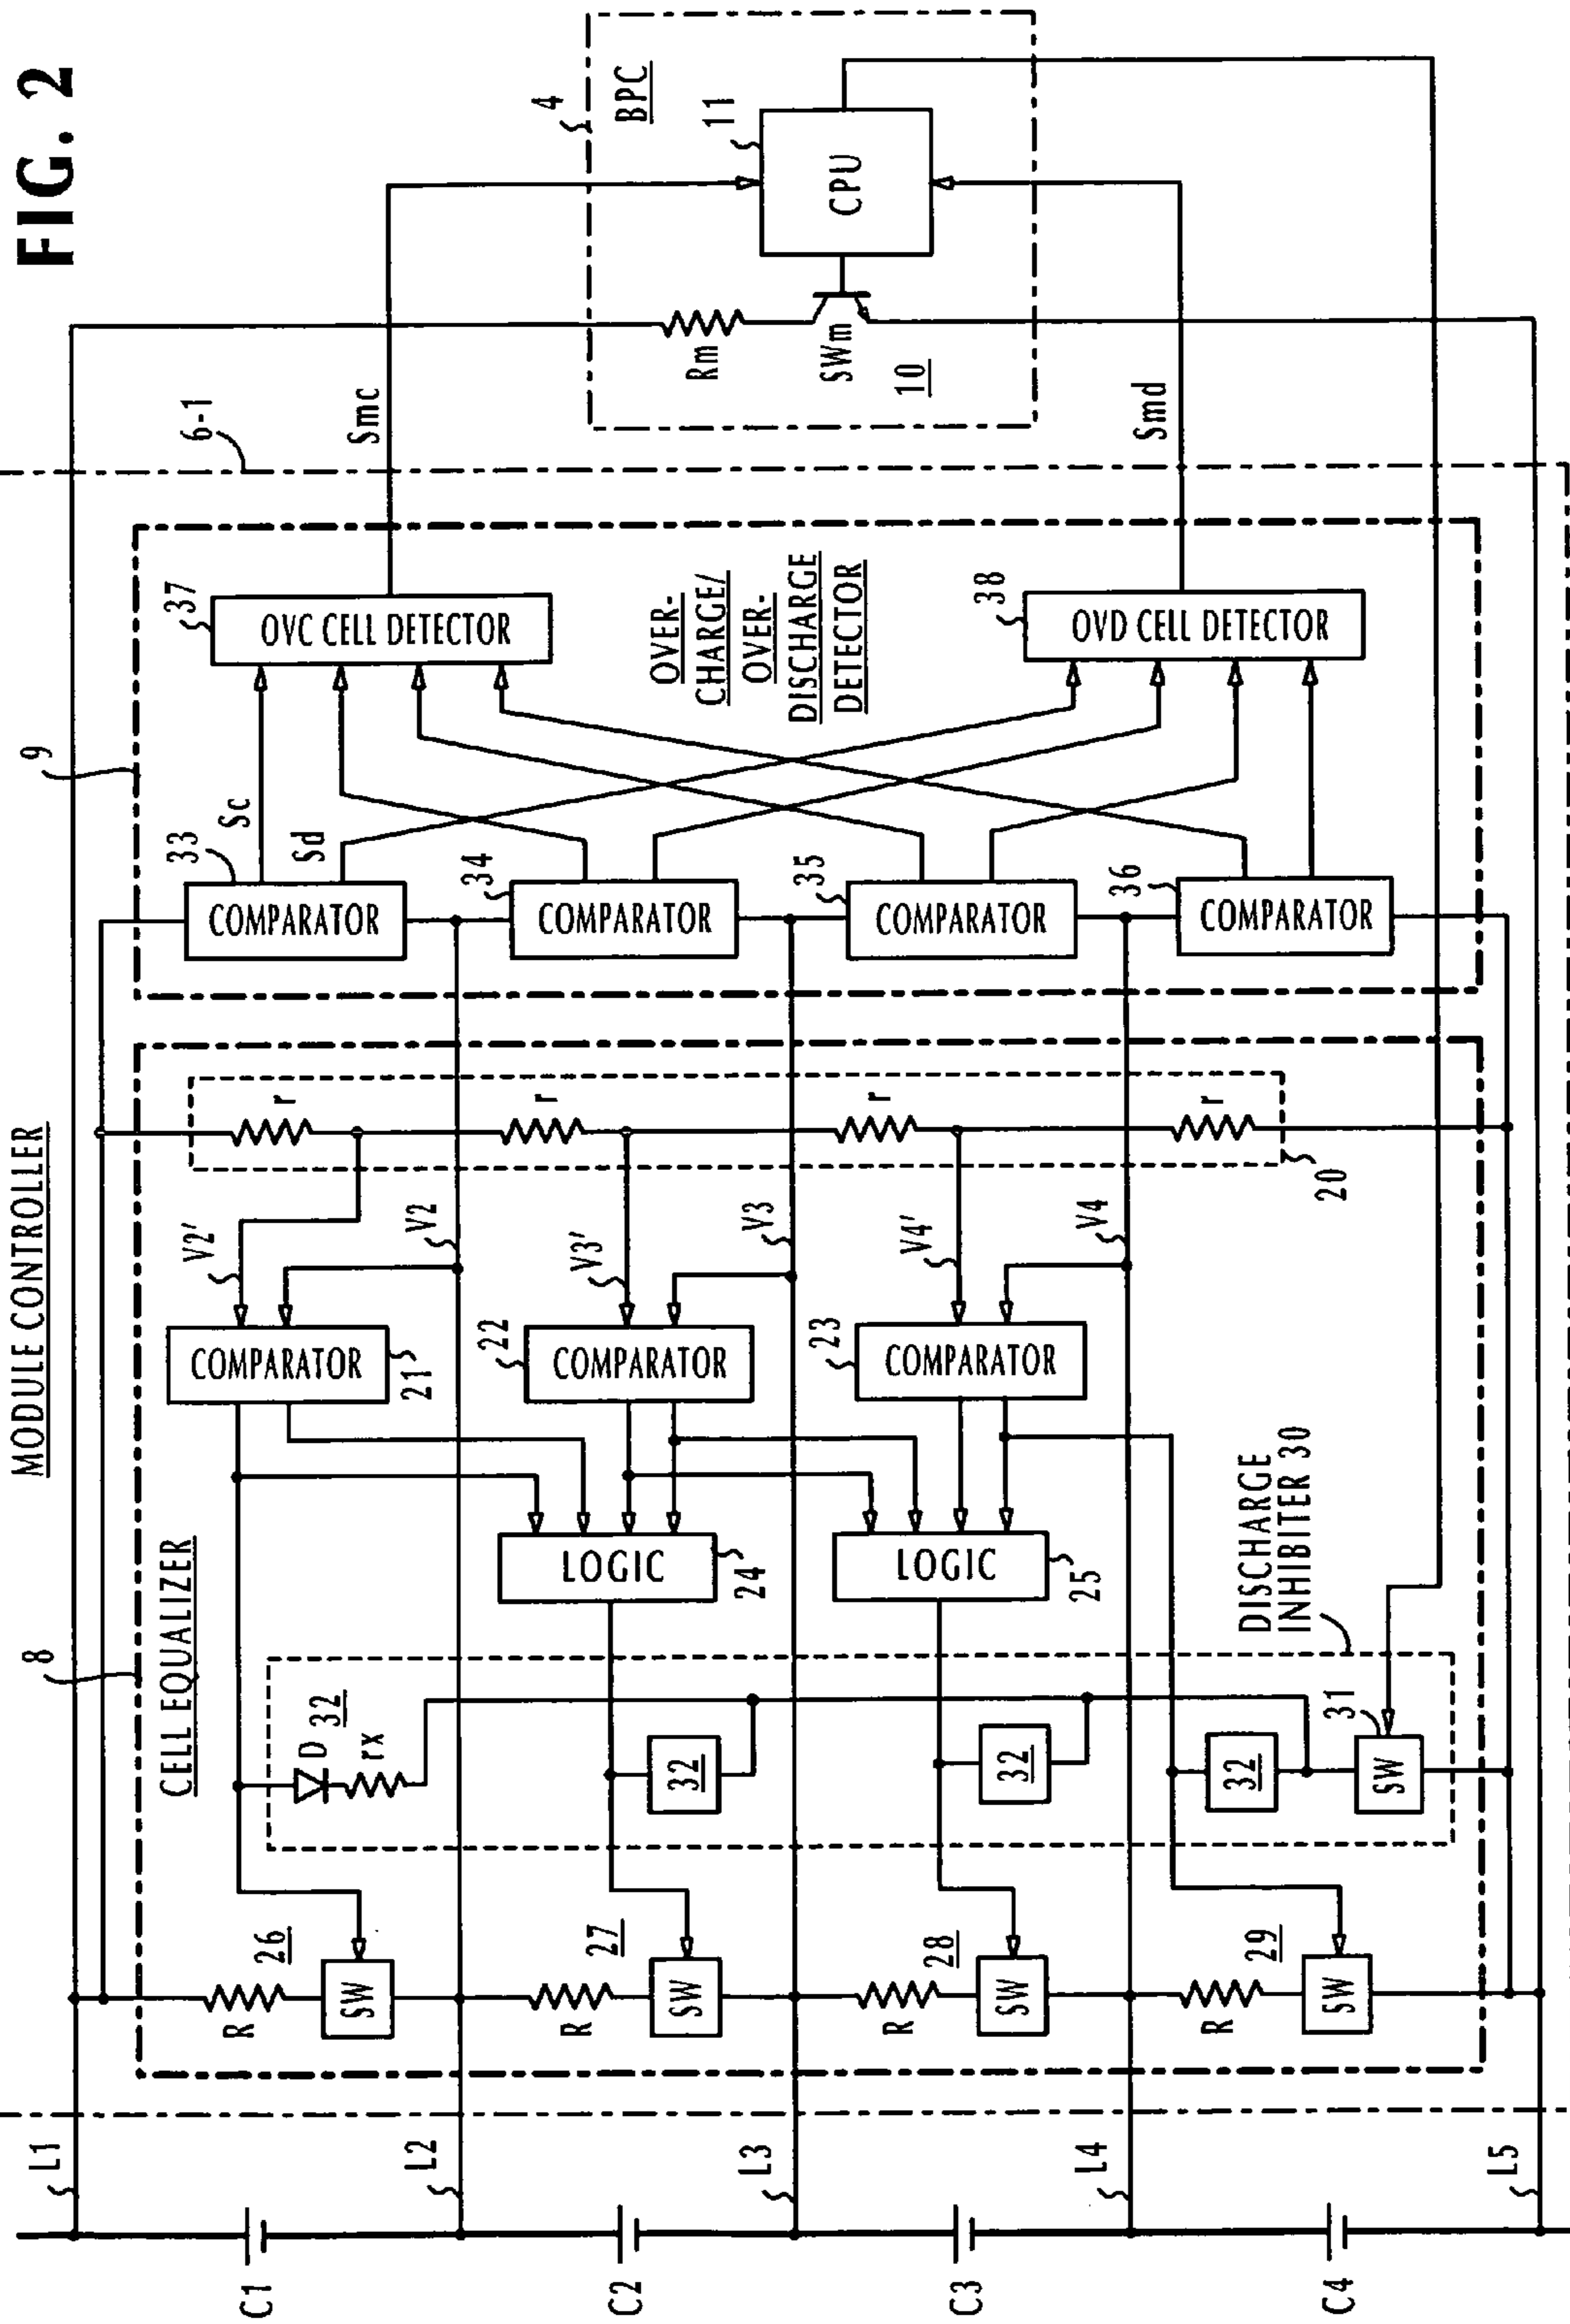 FIG. 2
MODULE CONTROLLER
6-1
4
BPC
11
CPU
Rm
SWm
10
Smc
Smd
9
37
OVC CELL DETECTOR
OVER-
CHARGE/
OVER-
DISCHARGE
DETECTOR
38
OVD CELL DETECTOR
Sc
Sd
33
COMPARATOR
34
COMPARATOR
35
COMPARATOR
36
COMPARATOR
r
r
r
r
20
V2'
V2
V3'
V3
V4'
V4
COMPARATOR
21
22
COMPARATOR
23
COMPARATOR
8
CELL EQUALIZER
LOGIC
24
LOGIC
25
DISCHARGE
INHIBITER 30
D
32
rx
32
32
32
31
SW
R
26
SW
R
27
SW
R
28
SW
R
29
SW
L1
L2
L3
L4
L5
C1
C2
C3
C4